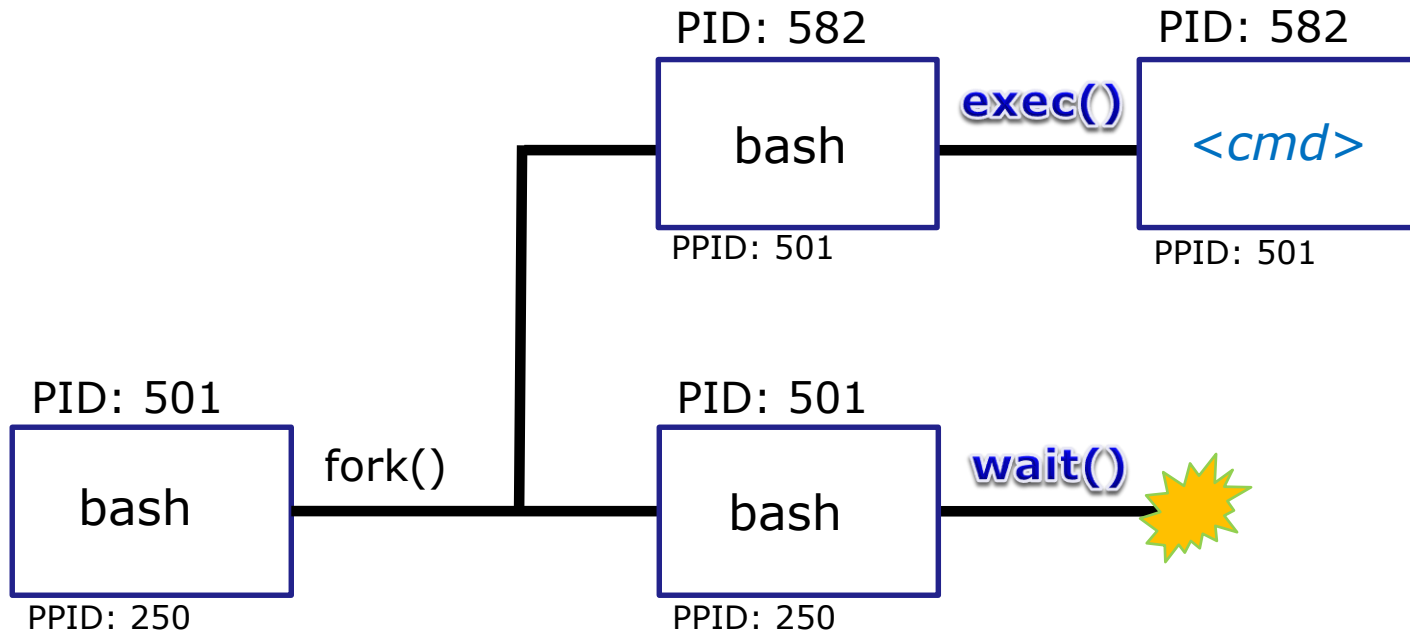 PID: 582
PID: 582
bash
exec()
<cmd>
PPID: 501
PPID: 501
PID: 501
PID: 501
bash
fork()
bash
wait()
PPID: 250
PPID: 250